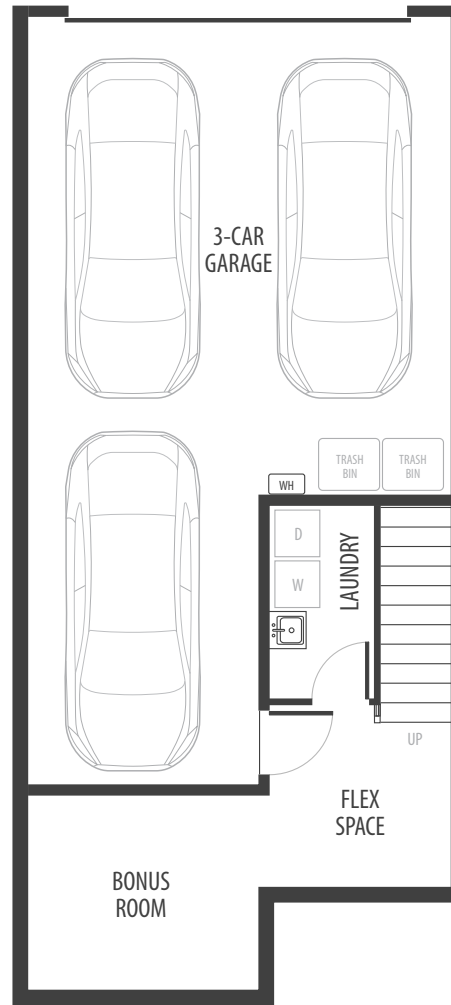 3-CAR
GARAGE
TRASH
BIN
TRASH
BIN
WH
D
W
LAUNDRY
UP
FLEX
SPACE
BONUS
ROOM